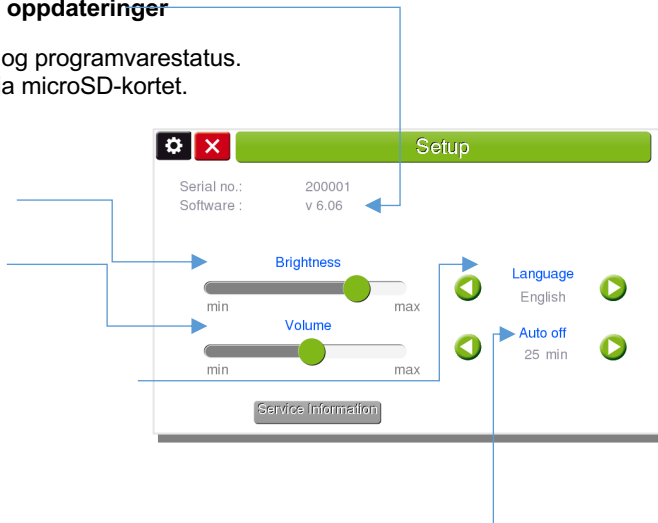 oppdateringer
og programvarestatus.
a microSD-kortet.
Setup
Serial no.: 200001
Software : v 6.06
Brightness
min max
Language
English
Volume
min max
Auto off
25 min
Service Information